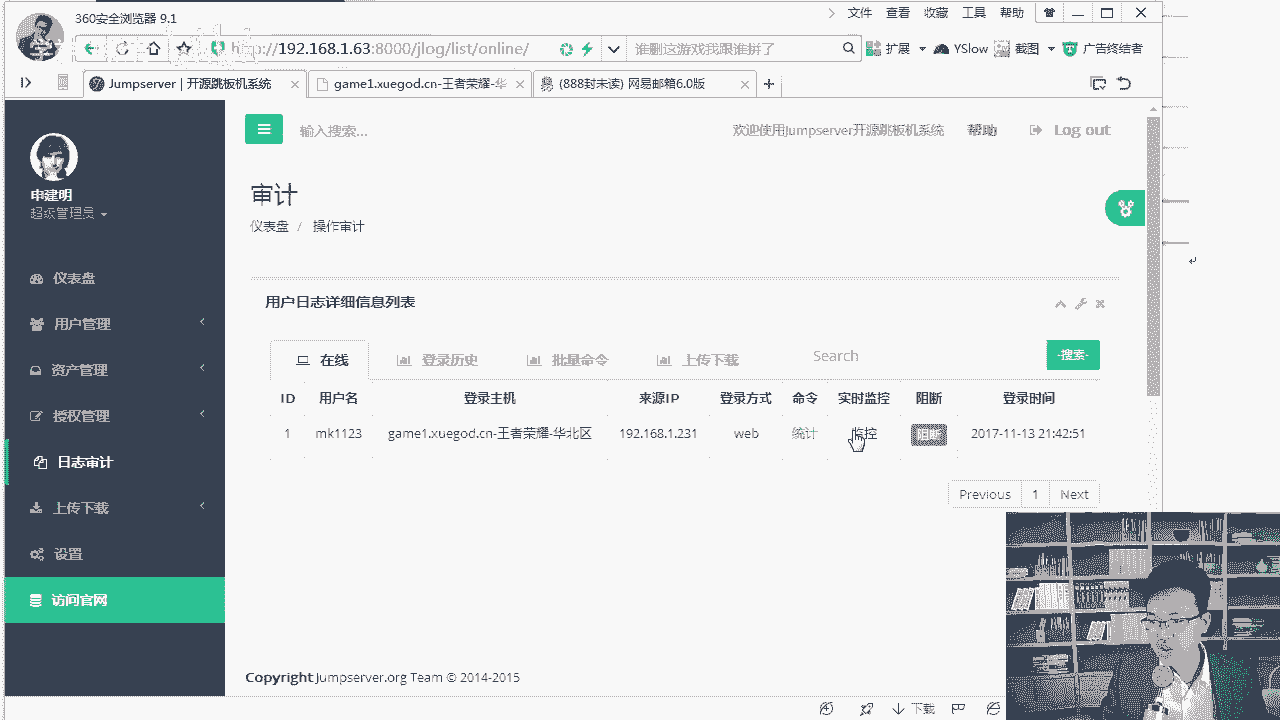 360安全浏览器 9.1
文件 查看 收藏 工具 帮助
http://192.168.1.63:8000/jlog/list/online/
谁删这游戏我跟谁拼了
扩展 YSlow 截图 广告终结者
Jumpserver | 开源跳板机系统
game1.xuegod.cn-王者荣耀-华
(888封未读) 网易邮箱6.0版
输入搜索...
欢迎使用Jumpserver开源跳板机系统 帮助 Log out
申建明
超级管理员
仪表盘
用户管理
资产管理
授权管理
日志审计
上传下载
设置
访问官网
审计
仪表盘 / 操作审计
用户日志详细信息列表
在线 登录历史 批量命令 上传下载 Search -搜索-
ID 用户名 登录主机 来源IP 登录方式 命令 实时监控 阻断 登录时间
1 mk1123 game1.xuegod.cn-王者荣耀-华北区 192.168.1.231 web 统计 监控 阻断 2017-11-13 21:42:51
Previous 1 Next
Copyright Jumpserver.org Team © 2014-2015
下载